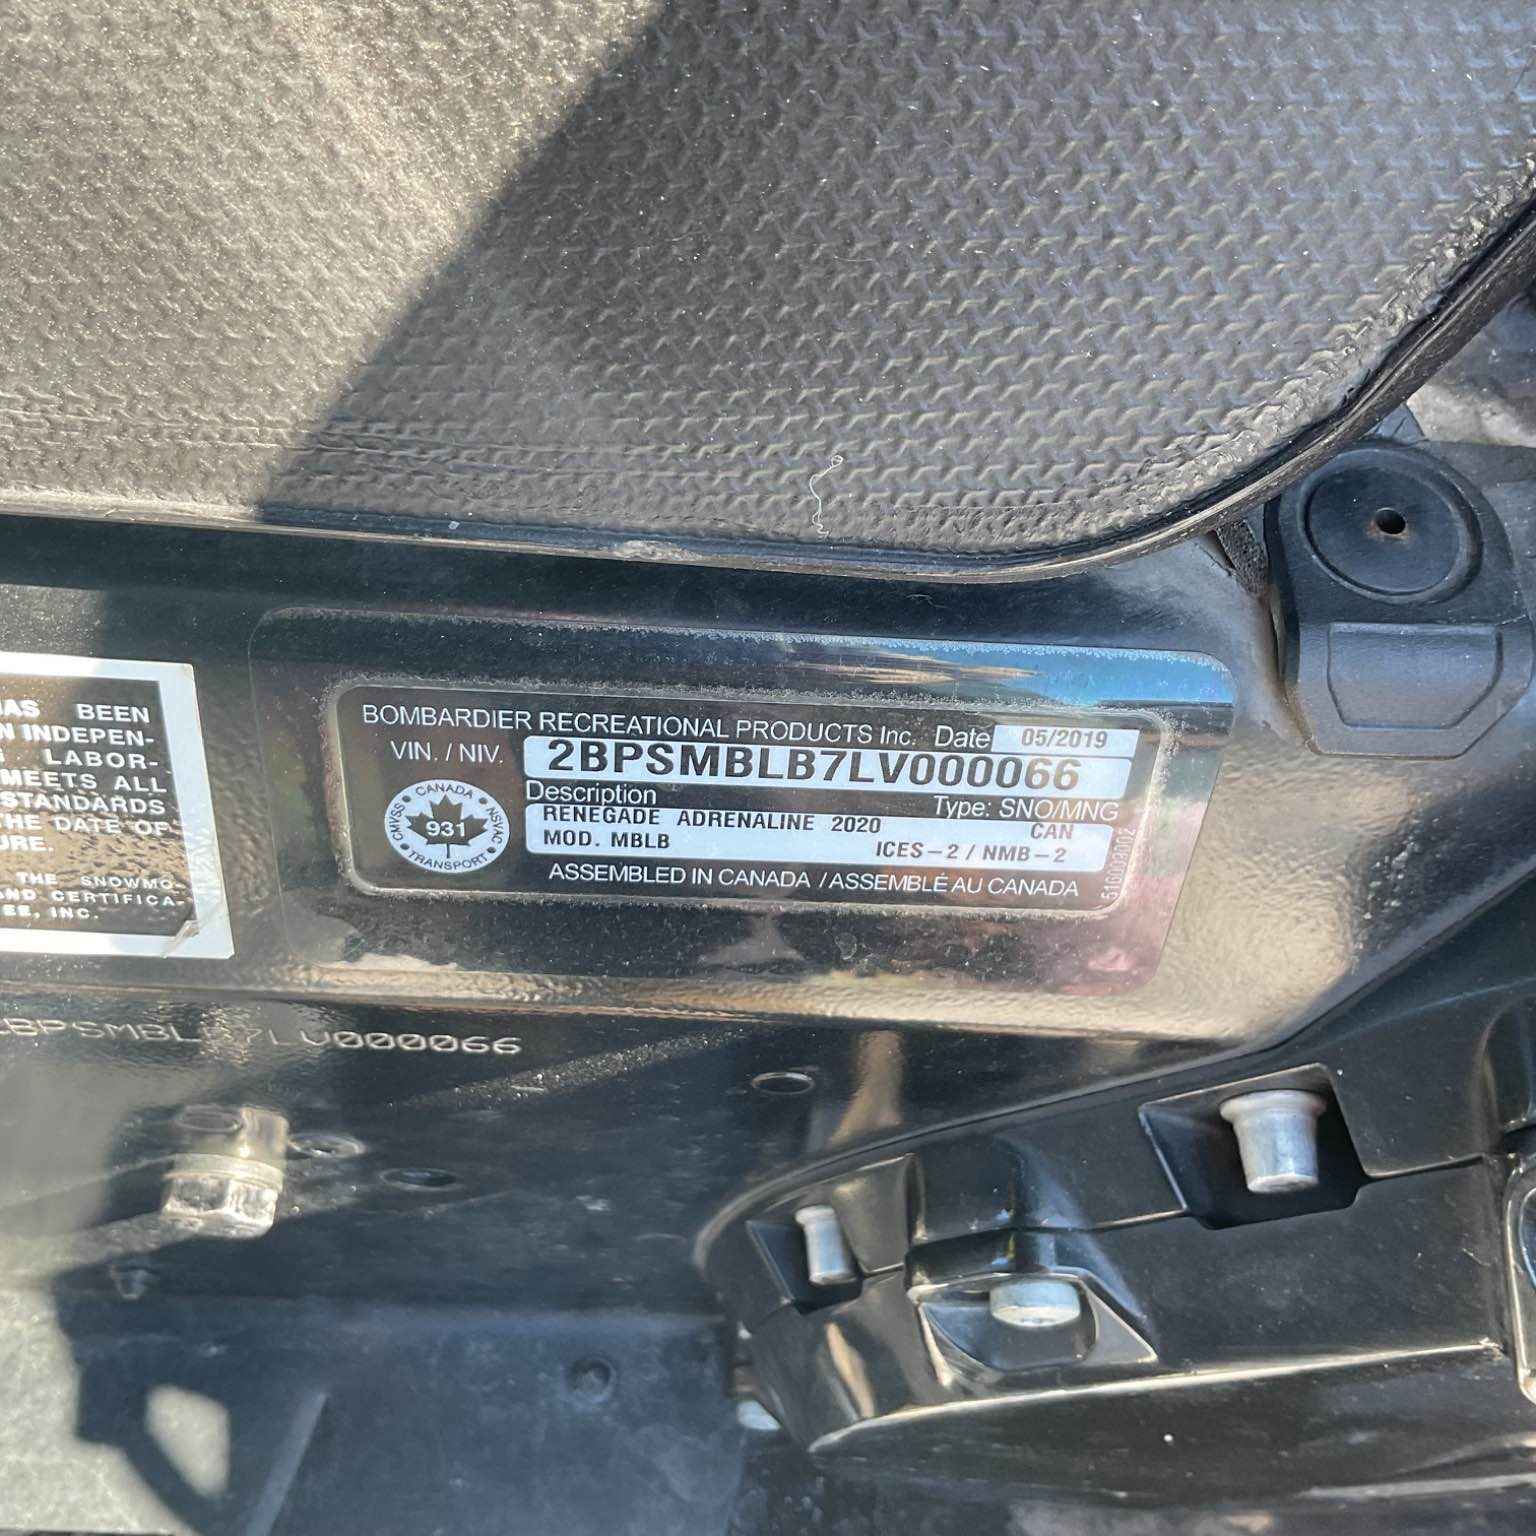 HAS BEEN
N INDEPEN-
LABOR-
MEETS ALL
STANDARDS
THE DATE OF
URE.
THE SNOWMO-
AND CERTIFICA-
EE, INC.
BOMBARDIER RECREATIONAL PRODUCTS Inc. Date 05/2019
VIN. / NIV. 2BPSMBLB7LV000066
Description Type: SNO/MNG
RENEGADE ADRENALINE 2020 CAN
MOD. MBLB ICES-2 / NMB-2
ASSEMBLED IN CANADA / ASSEMBLÉ AU CANADA
CANADA
CMVSS 931 NSVAC
TRANSPORT
2BPSMBLB7LV000066